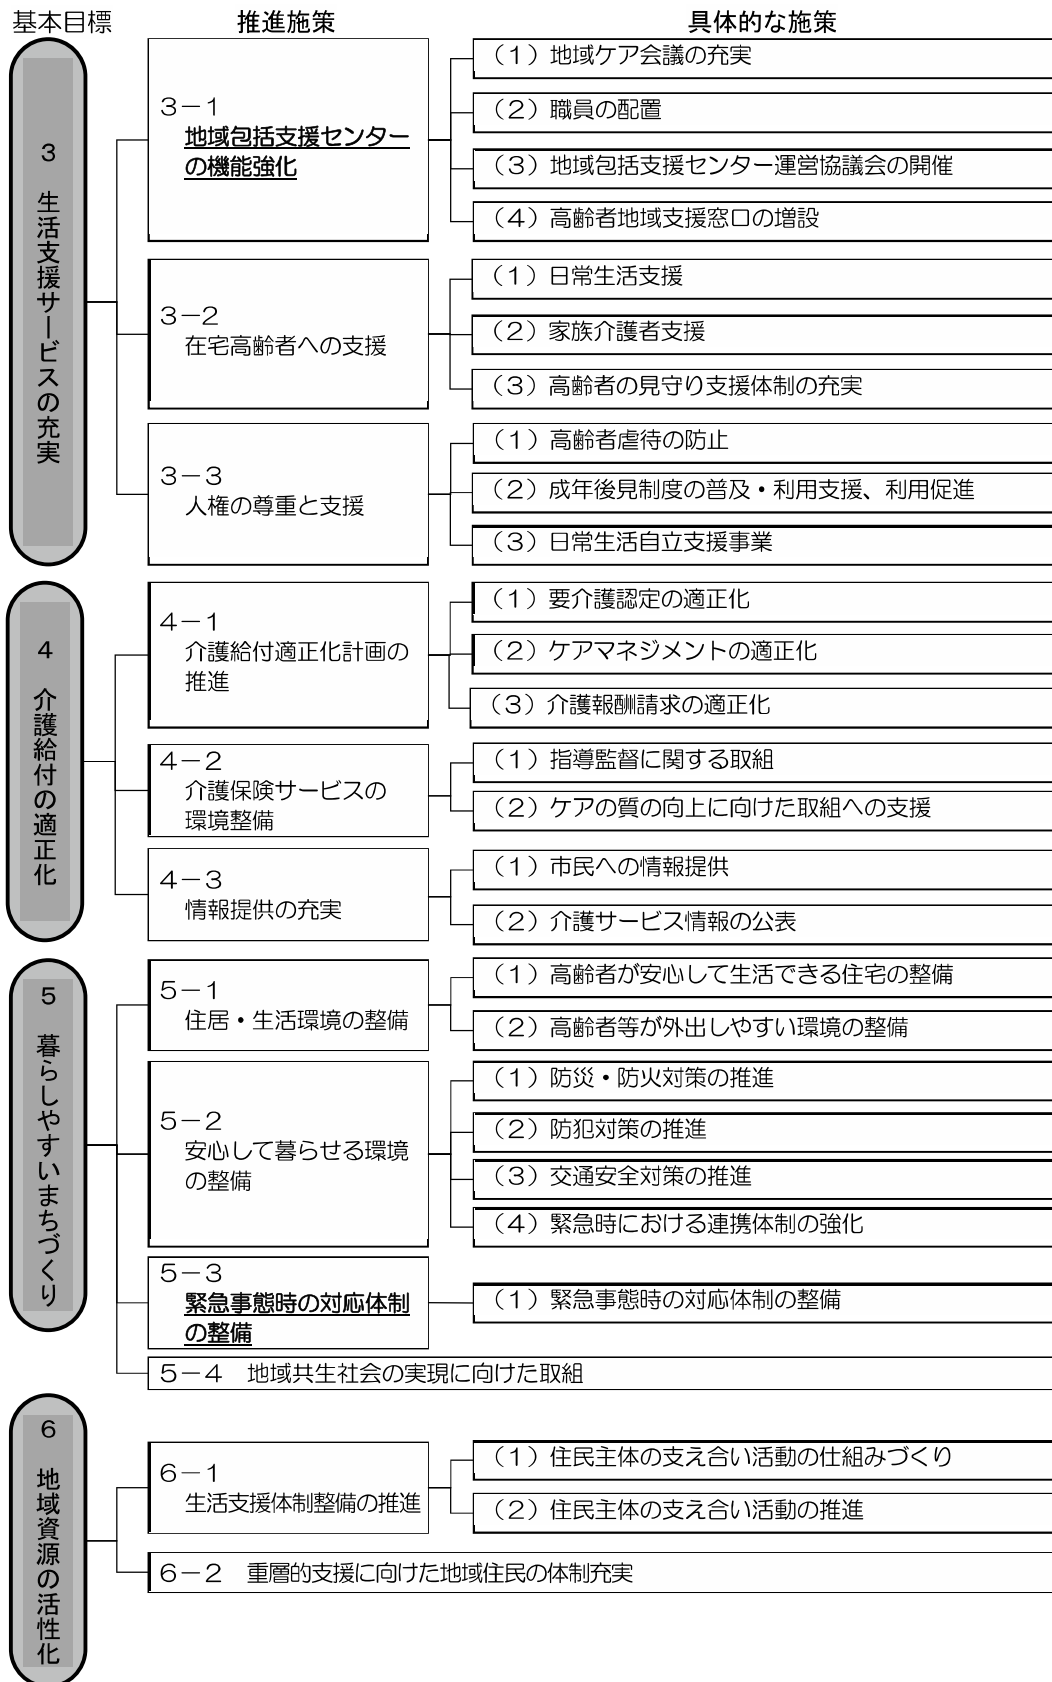 基本目標 推進施策 具体的な施策
3 生活支援サービスの充実
3－1
地域包括支援センター
の機能強化
（1）地域ケア会議の充実
（2）職員の配置
（3）地域包括支援センター運営協議会の開催
（4）高齢者地域支援窓口の増設
3－2
在宅高齢者への支援
（1）日常生活支援
（2）家族介護者支援
（3）高齢者の見守り支援体制の充実
3－3
人権の尊重と支援
（1）高齢者虐待の防止
（2）成年後見制度の普及・利用支援、利用促進
（3）日常生活自立支援事業
4 介護給付の適正化
4－1
介護給付適正化計画の
推進
（1）要介護認定の適正化
（2）ケアマネジメントの適正化
（3）介護報酬請求の適正化
4－2
介護保険サービスの
環境整備
（1）指導監督に関する取組
（2）ケアの質の向上に向けた取組への支援
4－3
情報提供の充実
（1）市民への情報提供
（2）介護サービス情報の公表
5 暮らしやすいまちづくり
5－1
住居・生活環境の整備
（1）高齢者が安心して生活できる住宅の整備
（2）高齢者等が外出しやすい環境の整備
5－2
安心して暮らせる環境
の整備
（1）防災・防火対策の推進
（2）防犯対策の推進
（3）交通安全対策の推進
（4）緊急時における連携体制の強化
5－3
緊急事態時の対応体制
の整備
（1）緊急事態時の対応体制の整備
5－4 地域共生社会の実現に向けた取組
6 地域資源の活性化
6－1
生活支援体制整備の推進
（1）住民主体の支え合い活動の仕組みづくり
（2）住民主体の支え合い活動の推進
6－2 重層的支援に向けた地域住民の体制充実